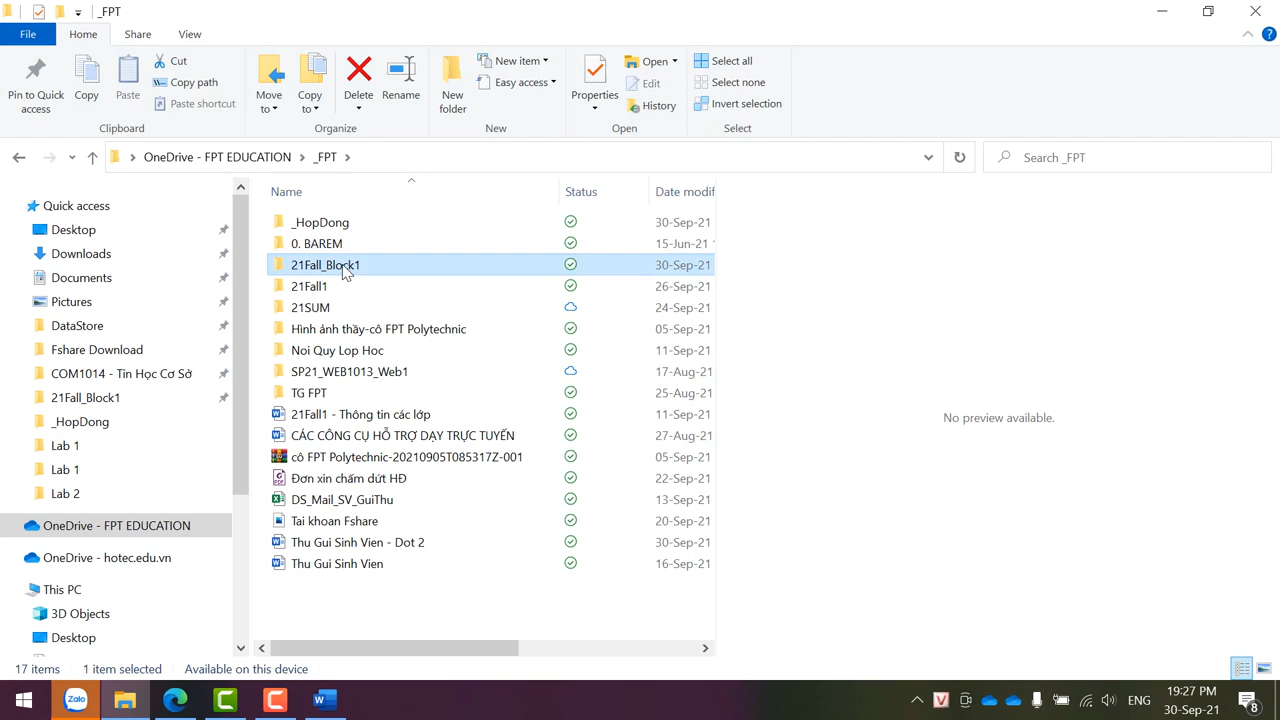 _FPT
File Home Share View
Pin to Quick access
Copy
Paste
Cut
Copy path
Paste shortcut
Clipboard
Move to
Copy to
Delete
Rename
Organize
New folder
New item
Easy access
New
Properties
Open
Edit
History
Open
Select all
Select none
Invert selection
Select
OneDrive - FPT EDUCATION _FPT
Search _FPT
Quick access
Desktop
Downloads
Documents
Pictures
DataStore
Fshare Download
COM1014 - Tin Học Cơ Sở
21Fall_Block1
_HopDong
Lab 1
Lab 1
Lab 2
OneDrive - FPT EDUCATION
OneDrive - hotec.edu.vn
This PC
3D Objects
Desktop
Name Status Date modif
_HopDong 30-Sep-21
0. BAREM 15-Jun-21
21Fall_Block1 30-Sep-21
21Fall1 26-Sep-21
21SUM 24-Sep-21
Hình ảnh thầy-cô FPT Polytechnic 05-Sep-21
Noi Quy Lop Hoc 11-Sep-21
SP21_WEB1013_Web1 17-Aug-21
TG FPT 25-Aug-21
21Fall1 - Thông tin các lớp 11-Sep-21
CÁC CÔNG CỤ HỖ TRỢ DẠY TRỰC TUYẾN 27-Aug-21
cô FPT Polytechnic-20210905T085317Z-001 05-Sep-21
Đơn xin chấm dứt HĐ 22-Sep-21
DS_Mail_SV_GuiThu 13-Sep-21
Tai khoan Fshare 20-Sep-21
Thu Gui Sinh Vien - Dot 2 30-Sep-21
Thu Gui Sinh Vien 16-Sep-21
No preview available.
17 items 1 item selected Available on this device
Zalo
ENG
19:27 PM
30-Sep-21
8